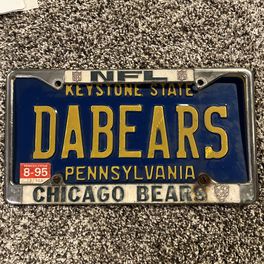 NFL
KEYSTONE STATE
DABEARS
8-95
PENNSYLVANIA
CHICAGO BEARS